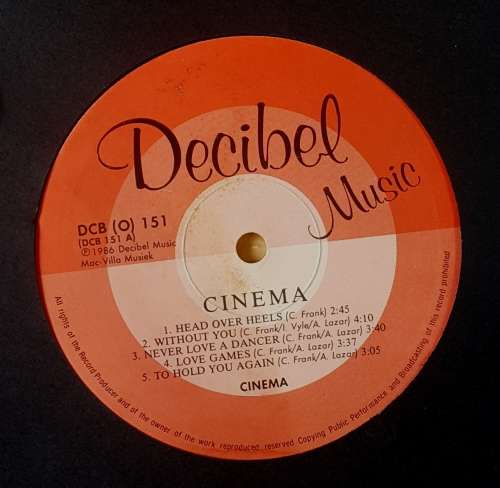 Decibel
Music
DCB (O) 151
(DCB 151 A)
℗ 1986 Decibel Music
Mac-Villa Musiek
CINEMA
1. HEAD OVER HEELS (C. Frank) 2:45
2. WITHOUT YOU (C. Frank/I. Vyle/A. Lazar) 4:10
3. NEVER LOVE A DANCER (C. Frank/A. Lazar) 3:40
4. LOVE GAMES (C. Frank/A. Lazar) 3:37
5. TO HOLD YOU AGAIN (C. Frank/A. Lazar) 3:05
CINEMA
All rights of the Record Producer and of the owner of the work reproduced reserved Copying Public Performance and Broadcasting of this record prohibited